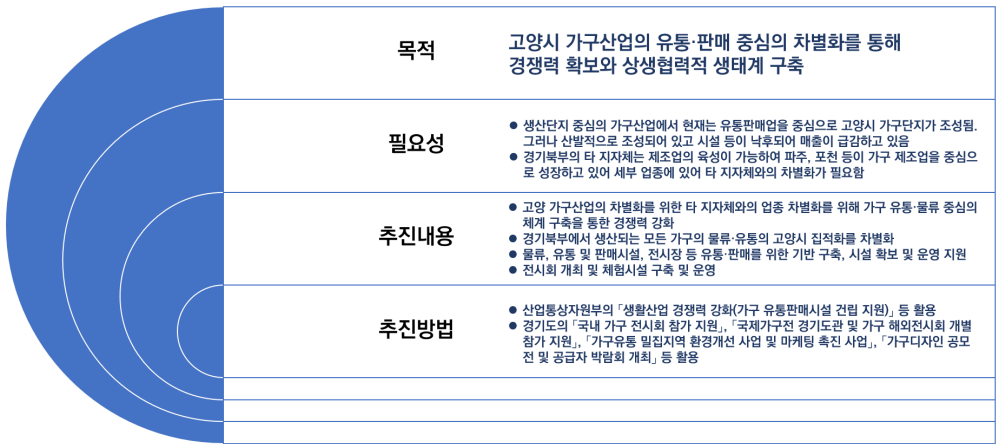 목적
고양시 가구산업의 유통·판매 중심의 차별화를 통해
경쟁력 확보와 상생협력적 생태계 구축
필요성
● 생산단지 중심의 가구산업에서 현재는 유통판매업을 중심으로 고양시 가구단지가 조성됨.
그러나 산발적으로 조성되어 있고 시설 등이 낙후되어 매출이 급감하고 있음
● 경기북부의 타 지자체는 제조업의 육성이 가능하여 파주, 포천 등이 가구 제조업을 중심으
로 성장하고 있어 세부 업종에 있어 타 지자체와의 차별화가 필요함
추진내용
● 고양 가구산업의 차별화를 위한 타 지자체와의 업종 차별화를 위해 가구 유통·물류 중심의
체계 구축을 통한 경쟁력 강화
● 경기북부에서 생산되는 모든 가구의 물류·유통의 고양시 집적화를 차별화
● 물류, 유통 및 판매시설, 전시장 등 유통·판매를 위한 기반 구축, 시설 확보 및 운영 지원
● 전시회 개최 및 체험시설 구축 및 운영
추진방법
● 산업통상자원부의 「생활산업 경쟁력 강화(가구 유통판매시설 건립 지원)」 등 활용
● 경기도의 「국내 가구 전시회 참가 지원」, 「국제가구전 경기도관 및 가구 해외전시회 개별
참가 지원」, 「가구유통 밀집지역 환경개선 사업 및 마케팅 촉진 사업」, 「가구디자인 공모
전 및 공급자 박람회 개최」 등 활용